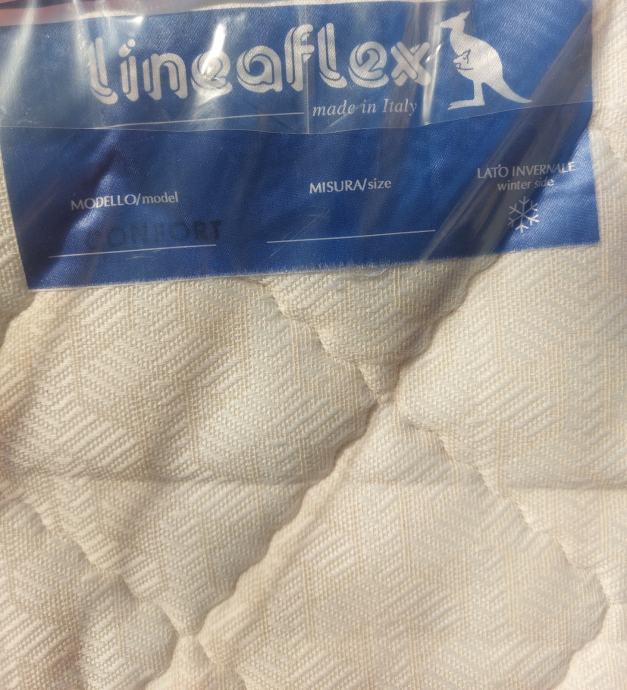 lineaflex
made in Italy
MODELLO/model
CONFORT
MISURA/size
LATO INVERNALE
winter side